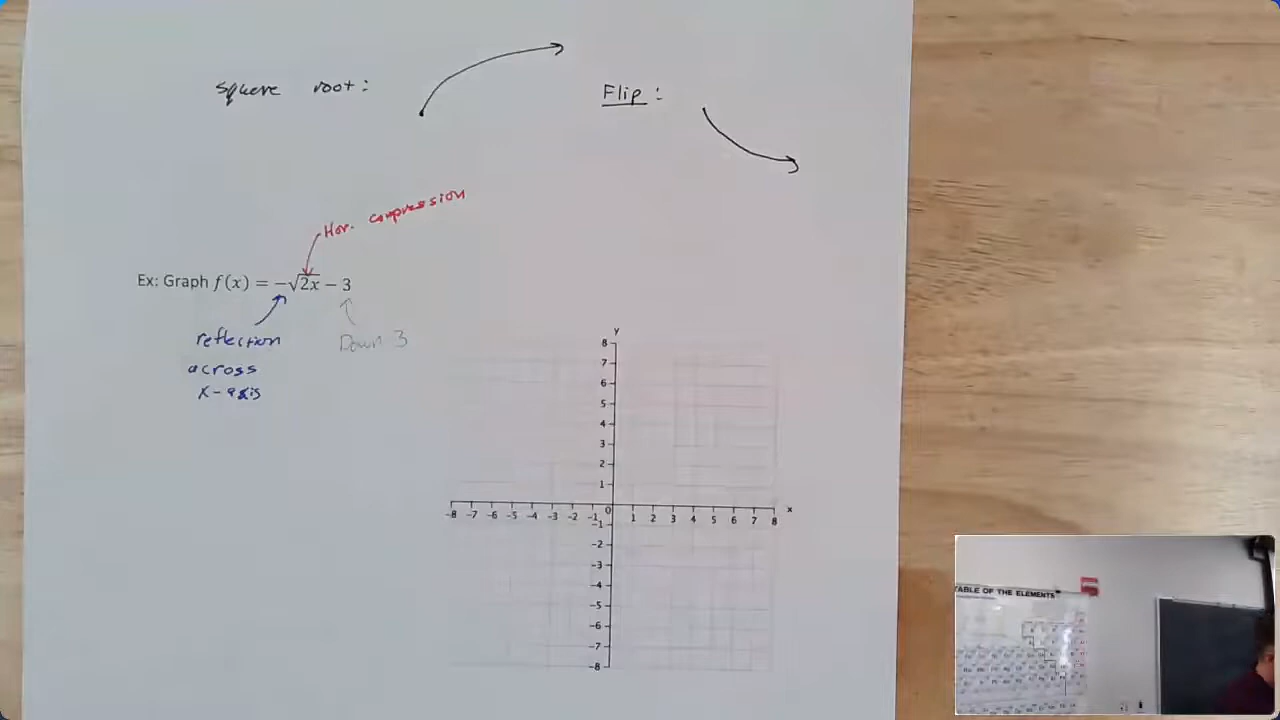 square root:
Flip:
Hor. compression
Ex: Graph f(x) = −√2x − 3
reflection
across
x-axis
Down 3
y
8
7
6
5
4
3
2
1
-8 -7 -6 -5 -4 -3 -2 -1 0 1 2 3 4 5 6 7 8 x
-1
-2
-3
-4
-5
-6
-7
-8
TABLE OF THE ELEMENTS